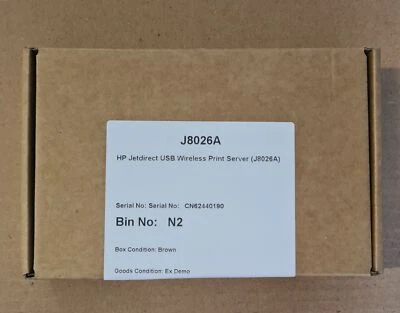 J8026A
HP Jetdirect USB Wireless Print Server (J8026A)
Serial No: Serial No: CN62440190
Bin No: N2
Box Condition: Brown
Goods Condition: Ex Demo